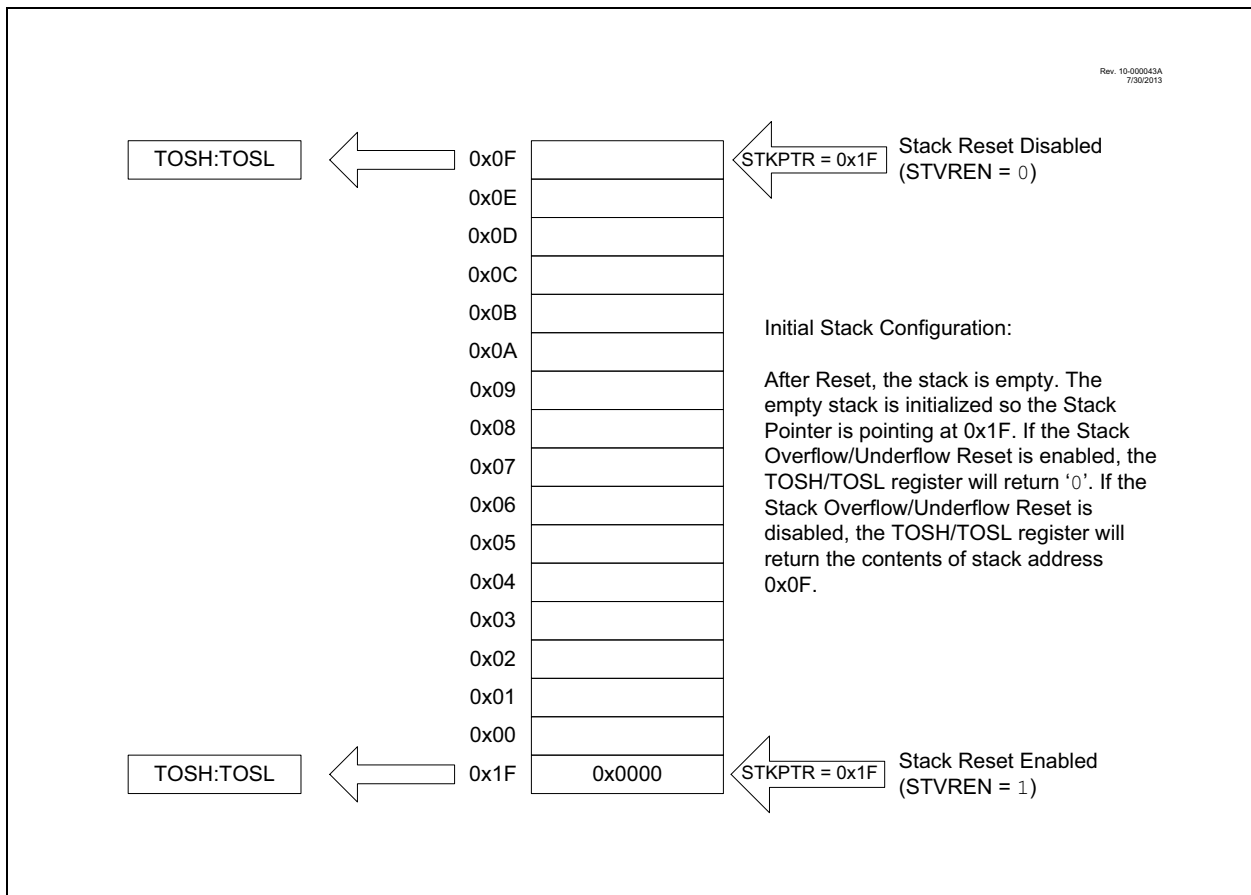 Rev. 10-000043A
7/30/2013
TOSH:TOSL
0x0F
STKPTR = 0x1F
Stack Reset Disabled
(STVREN = 0)
0x0E
0x0D
0x0C
0x0B
0x0A
0x09
0x08
0x07
0x06
0x05
0x04
0x03
0x02
0x01
0x00
Initial Stack Configuration:
After Reset, the stack is empty. The
empty stack is initialized so the Stack
Pointer is pointing at 0x1F. If the Stack
Overflow/Underflow Reset is enabled, the
TOSH/TOSL register will return ‘0’. If the
Stack Overflow/Underflow Reset is
disabled, the TOSH/TOSL register will
return the contents of stack address
0x0F.
TOSH:TOSL
0x1F
0x0000
STKPTR = 0x1F
Stack Reset Enabled
(STVREN = 1)